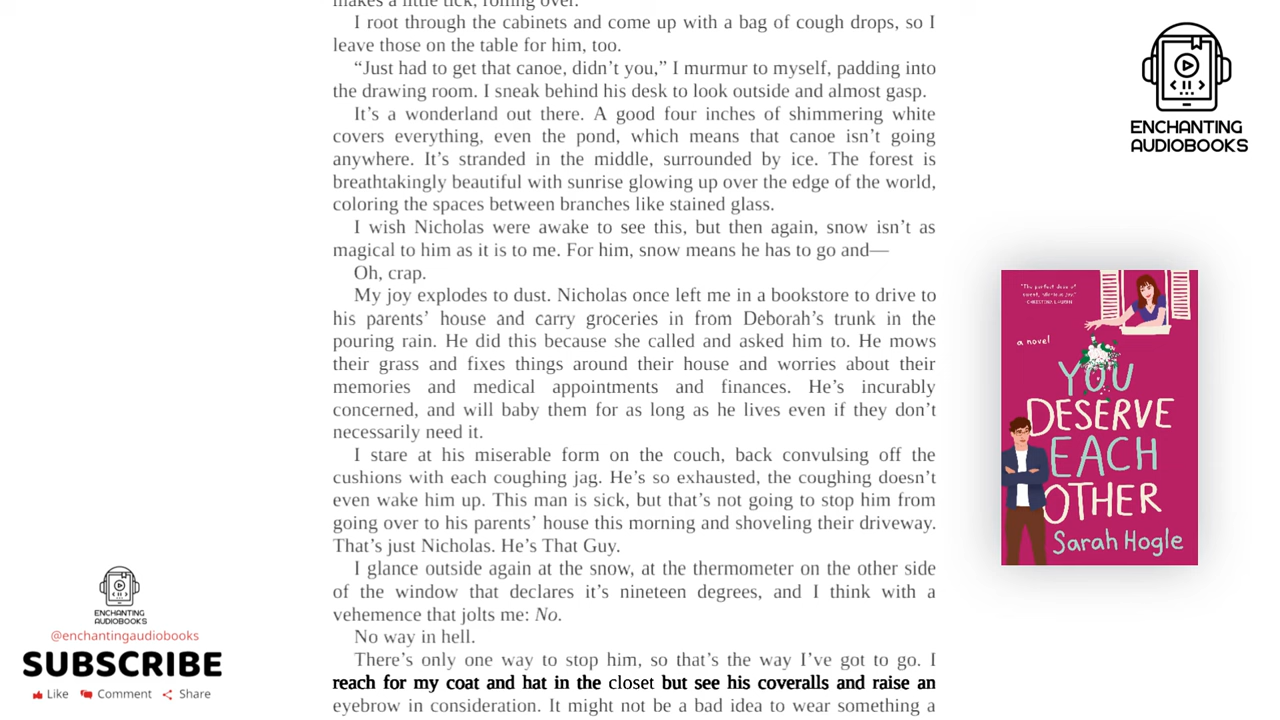 makes a little tick, rolling over.
I root through the cabinets and come up with a bag of cough drops, so I
leave those on the table for him, too.
“Just had to get that canoe, didn’t you,” I murmur to myself, padding into
the drawing room. I sneak behind his desk to look outside and almost gasp.
It’s a wonderland out there. A good four inches of shimmering white
covers everything, even the pond, which means that canoe isn’t going
anywhere. It’s stranded in the middle, surrounded by ice. The forest is
breathtakingly beautiful with sunrise glowing up over the edge of the world,
coloring the spaces between branches like stained glass.
I wish Nicholas were awake to see this, but then again, snow isn’t as
magical to him as it is to me. For him, snow means he has to go and—
Oh, crap.
My joy explodes to dust. Nicholas once left me in a bookstore to drive to
his parents’ house and carry groceries in from Deborah’s trunk in the
pouring rain. He did this because she called and asked him to. He mows
their grass and fixes things around their house and worries about their
memories and medical appointments and finances. He’s incurably
concerned, and will baby them for as long as he lives even if they don’t
necessarily need it.
I stare at his miserable form on the couch, back convulsing off the
cushions with each coughing jag. He’s so exhausted, the coughing doesn’t
even wake him up. This man is sick, but that’s not going to stop him from
going over to his parents’ house this morning and shoveling their driveway.
That’s just Nicholas. He’s That Guy.
I glance outside again at the snow, at the thermometer on the other side
of the window that declares it’s nineteen degrees, and I think with a
vehemence that jolts me: No.
No way in hell.
There’s only one way to stop him, so that’s the way I’ve got to go. I
reach for my coat and hat in the closet but see his coveralls and raise an
eyebrow in consideration. It might not be a bad idea to wear something a
ENCHANTING
AUDIOBOOKS
"The perfect dose of
CHRISTINA LAUREN
a novel
YOU
DESERVE
EACH
OTHER
Sarah Hogle
ENCHANTING
AUDIOBOOKS
@enchantingaudiobooks
SUBSCRIBE
Like Comment Share